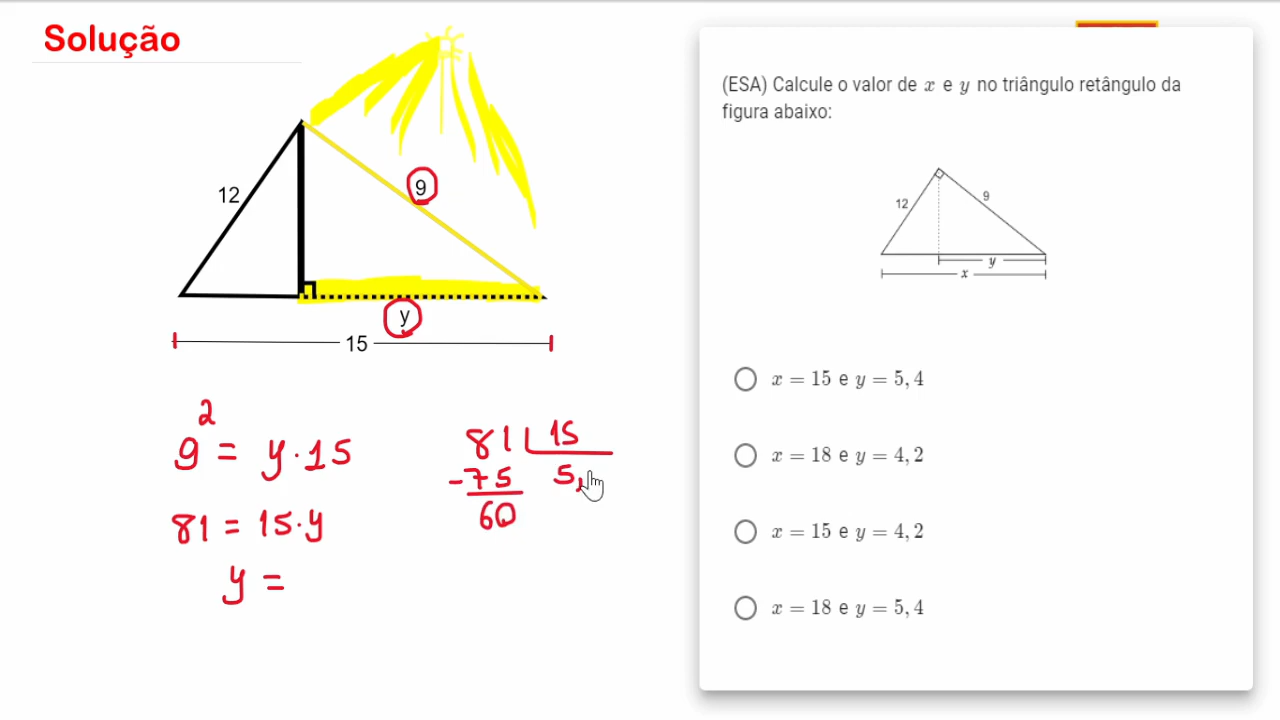 Solução
12
9
y
15
9² = y·15
81 = 15·y
y =
81 15
-75 5,
60
(ESA) Calcule o valor de x e y no triângulo retângulo da
figura abaixo:
12
9
y
x
x = 15 e y = 5, 4
x = 18 e y = 4, 2
x = 15 e y = 4, 2
x = 18 e y = 5, 4